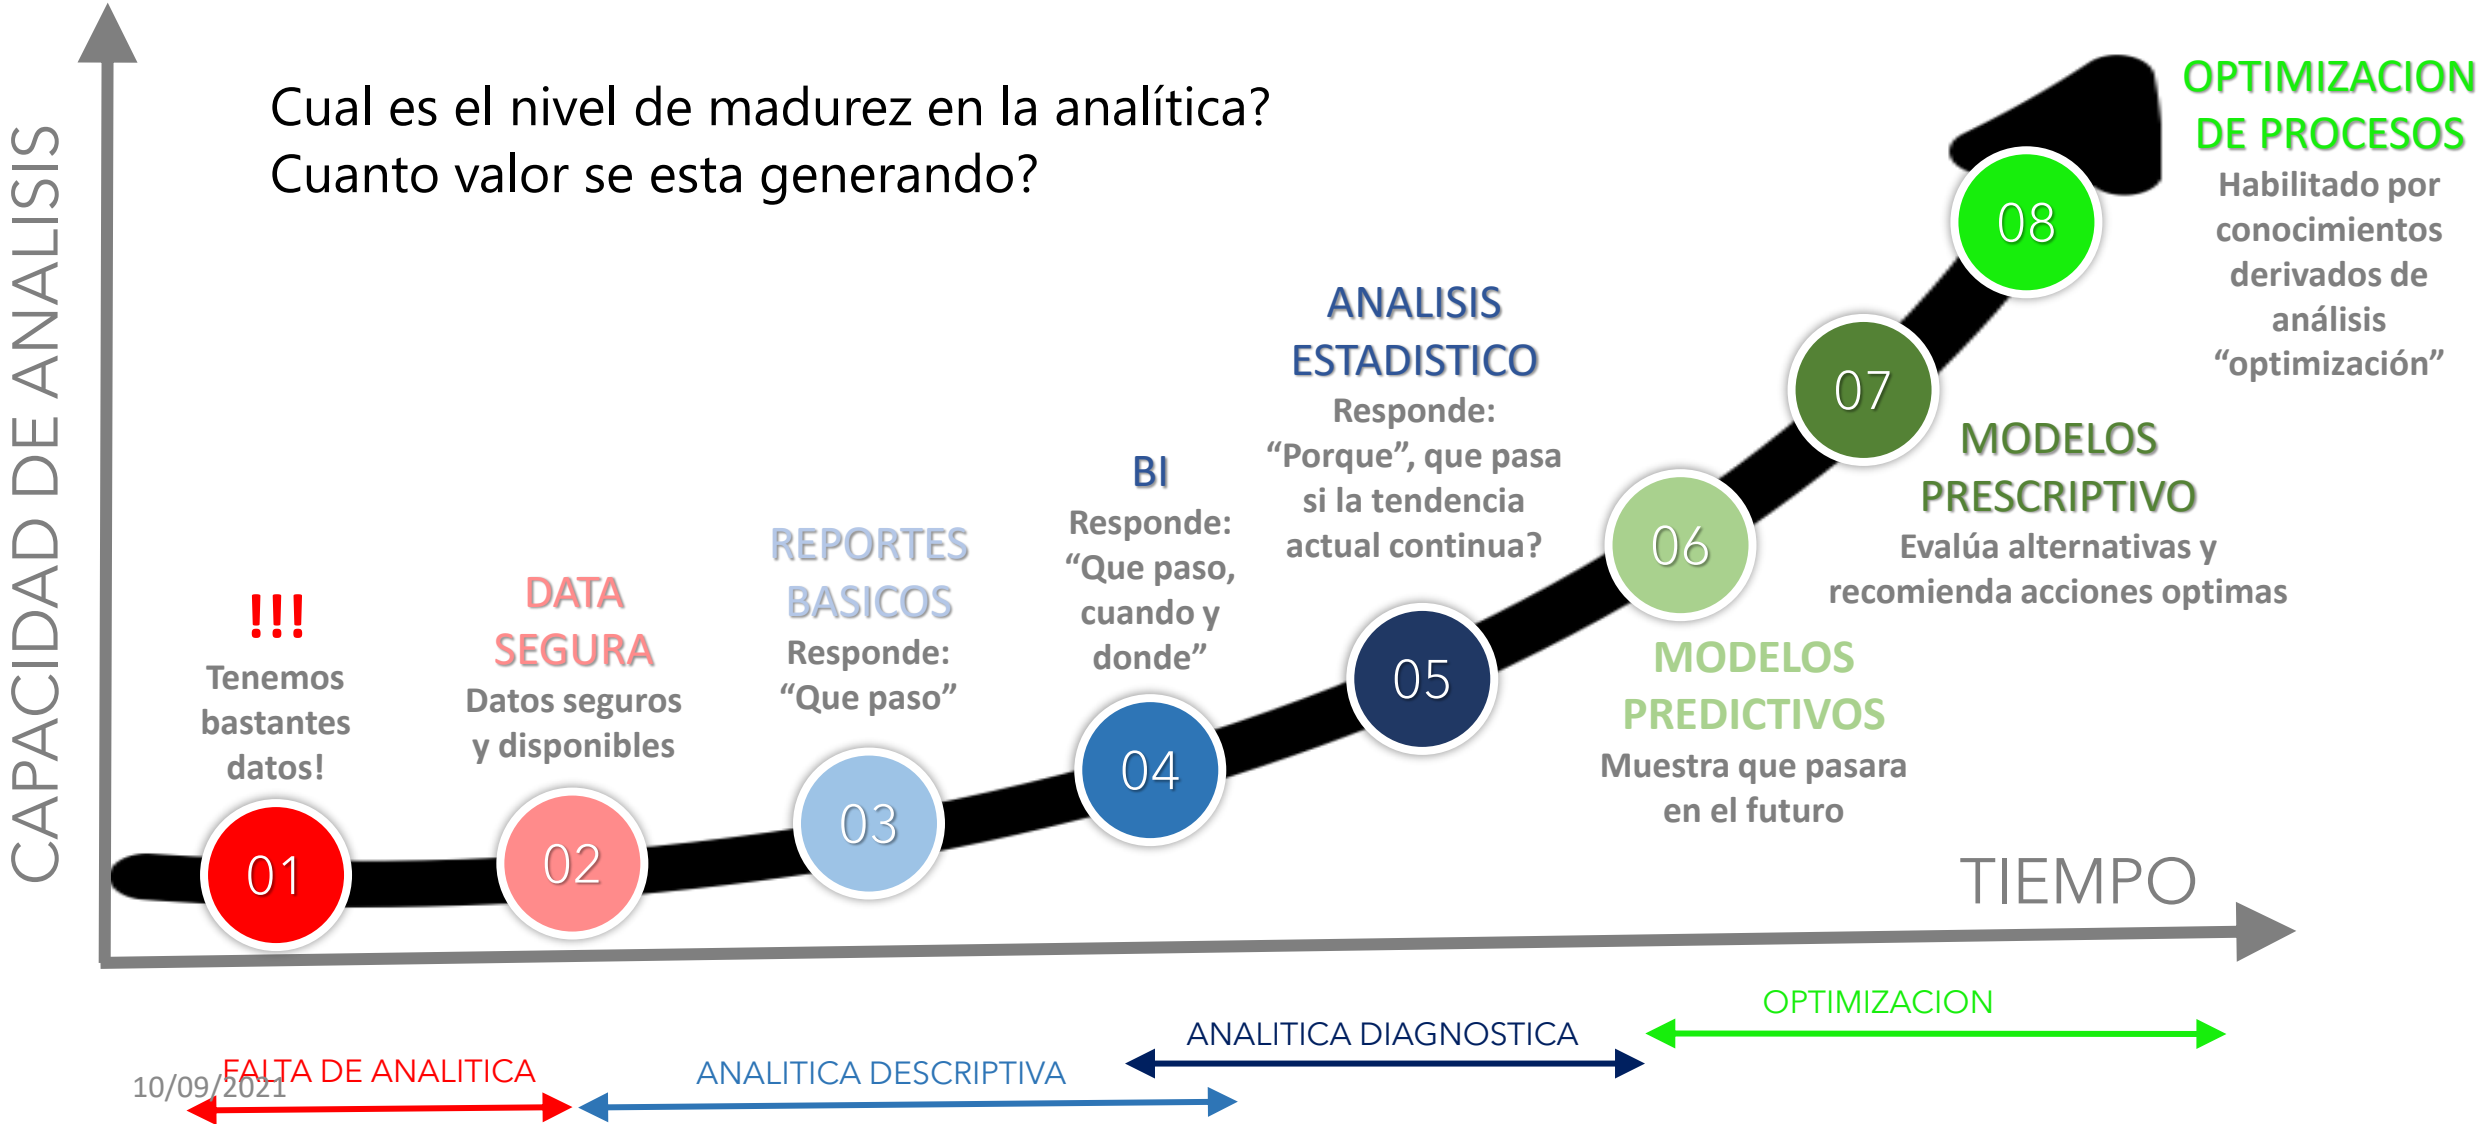 Cual es el nivel de madurez en la analítica?
Cuanto valor se esta generando?
CAPACIDAD DE ANALISIS
!!!
Tenemos
bastantes
datos!
01
DATA
SEGURA
Datos seguros
y disponibles
02
REPORTES
BASICOS
Responde:
“Que paso”
03
BI
Responde:
“Que paso,
cuando y
donde”
04
ANALISIS
ESTADISTICO
Responde:
“Porque”, que pasa
si la tendencia
actual continua?
05
06
MODELOS
PREDICTIVOS
Muestra que pasara
en el futuro
07
MODELOS
PRESCRIPTIVO
Evalúa alternativas y
recomienda acciones optimas
08
OPTIMIZACION
DE PROCESOS
Habilitado por
conocimientos
derivados de
análisis
“optimización”
TIEMPO
FALTA DE ANALITICA
ANALITICA DESCRIPTIVA
ANALITICA DIAGNOSTICA
OPTIMIZACION
10/09/2021